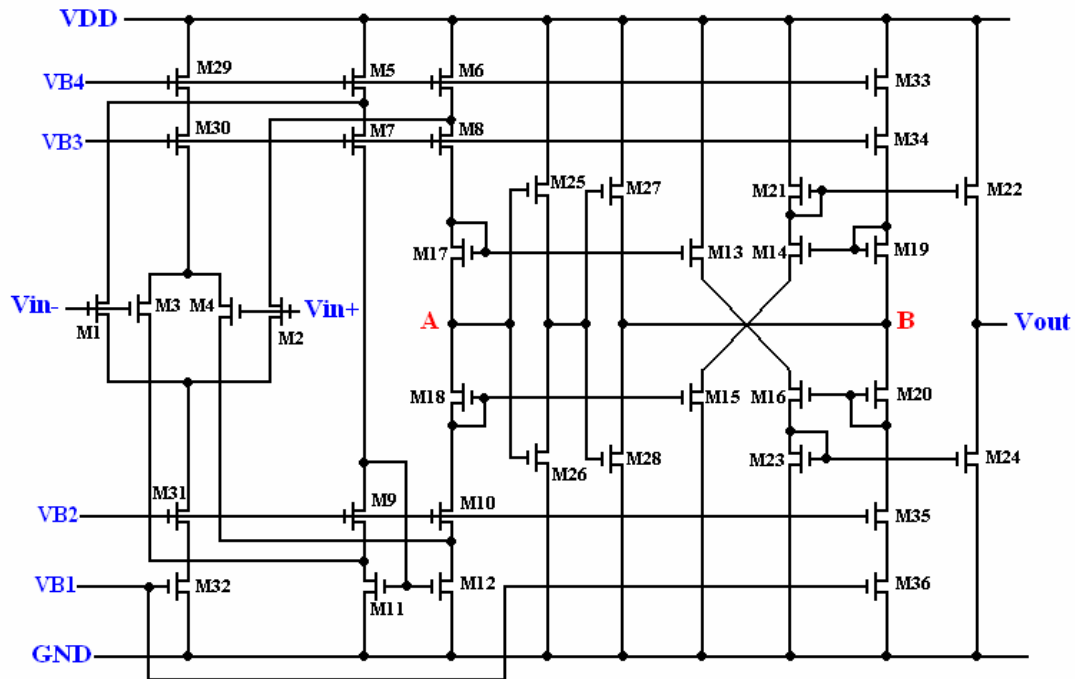 VDD
M29 M5 M6
VB4 M33
M30 M7 M8
VB3 M34
M25 M27 M21 M22
M17 M13 M14 M19
Vin- M3 M4 Vin+ A B Vout
M1 M2
M18 M15 M16 M20
M26 M28 M23 M24
M31 M9 M10
VB2 M35
VB1 M32 M12 M36
M11
GND